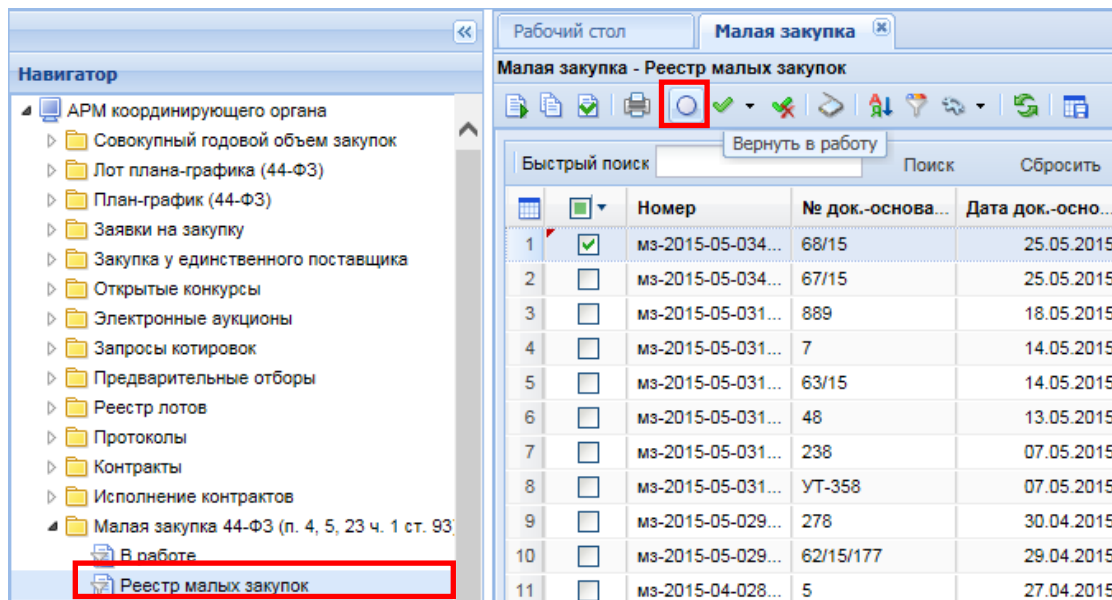 Навигатор
АРМ координирующего органа
Совокупный годовой объем закупок
Лот плана-графика (44-ФЗ)
План-график (44-ФЗ)
Заявки на закупку
Закупка у единственного поставщика
Открытые конкурсы
Электронные аукционы
Запросы котировок
Предварительные отборы
Реестр лотов
Протоколы
Контракты
Исполнение контрактов
Малая закупка 44-ФЗ (п. 4, 5, 23 ч. 1 ст. 93)
В работе
Реестр малых закупок
Рабочий стол Малая закупка
Малая закупка - Реестр малых закупок
Вернуть в работу
Быстрый поиск Поиск Сбросить
Номер № док.-основа... Дата док.-осно...
1 мз-2015-05-034... 68/15 25.05.2015
2 мз-2015-05-034... 67/15 25.05.2015
3 мз-2015-05-031... 889 18.05.2015
4 мз-2015-05-031... 7 14.05.2015
5 мз-2015-05-031... 63/15 14.05.2015
6 мз-2015-05-031... 48 13.05.2015
7 мз-2015-05-031... 238 07.05.2015
8 мз-2015-05-031... УТ-358 07.05.2015
9 мз-2015-05-029... 278 30.04.2015
10 мз-2015-05-029... 62/15/177 29.04.2015
11 мз-2015-04-028... 5 27.04.2015